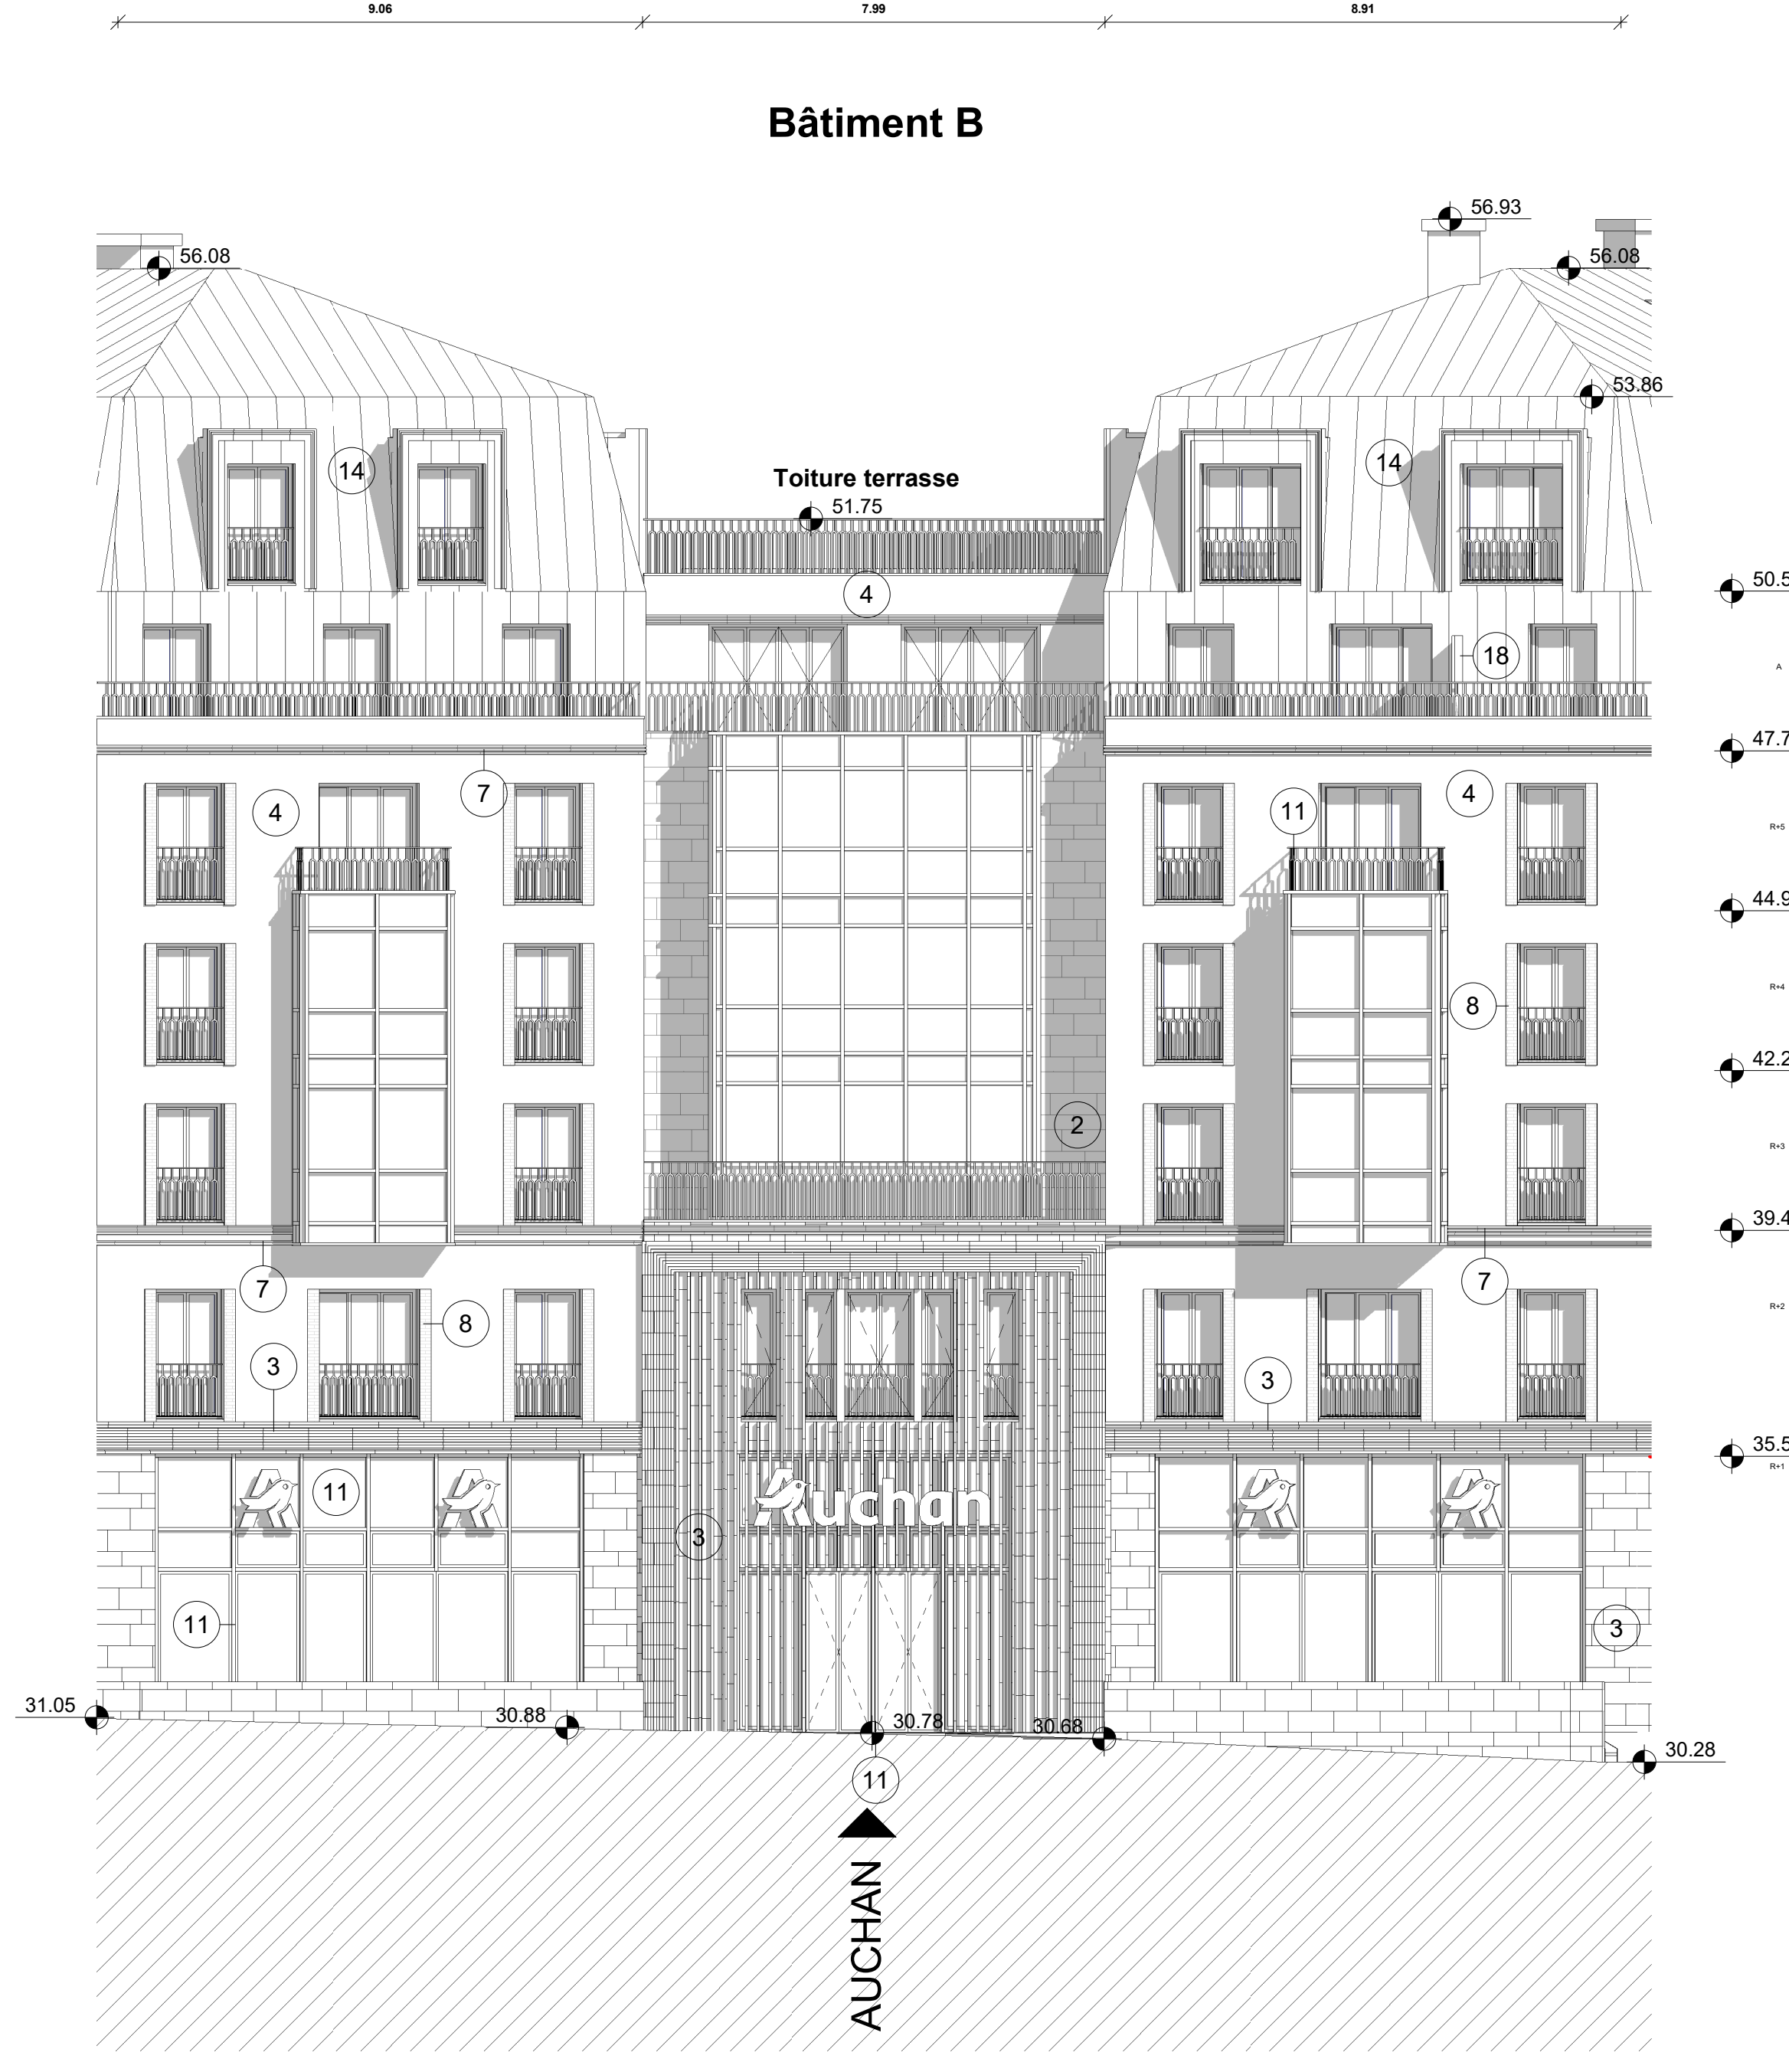 9.06 7.99 8.91
Bâtiment B
56.93
56.08 56.08
53.86
14 14
Toiture terrasse
51.75
50.5
4
18
A
47.7
7 4
4 11
R+5
44.9
8
R+4
42.2
2
R+3
39.4
7 7
R+2
8
3 3
35.5
R+1
11
Auchan
3
11 3
31.05
30.88 30.78 30.68
30.28
11
AUCHAN